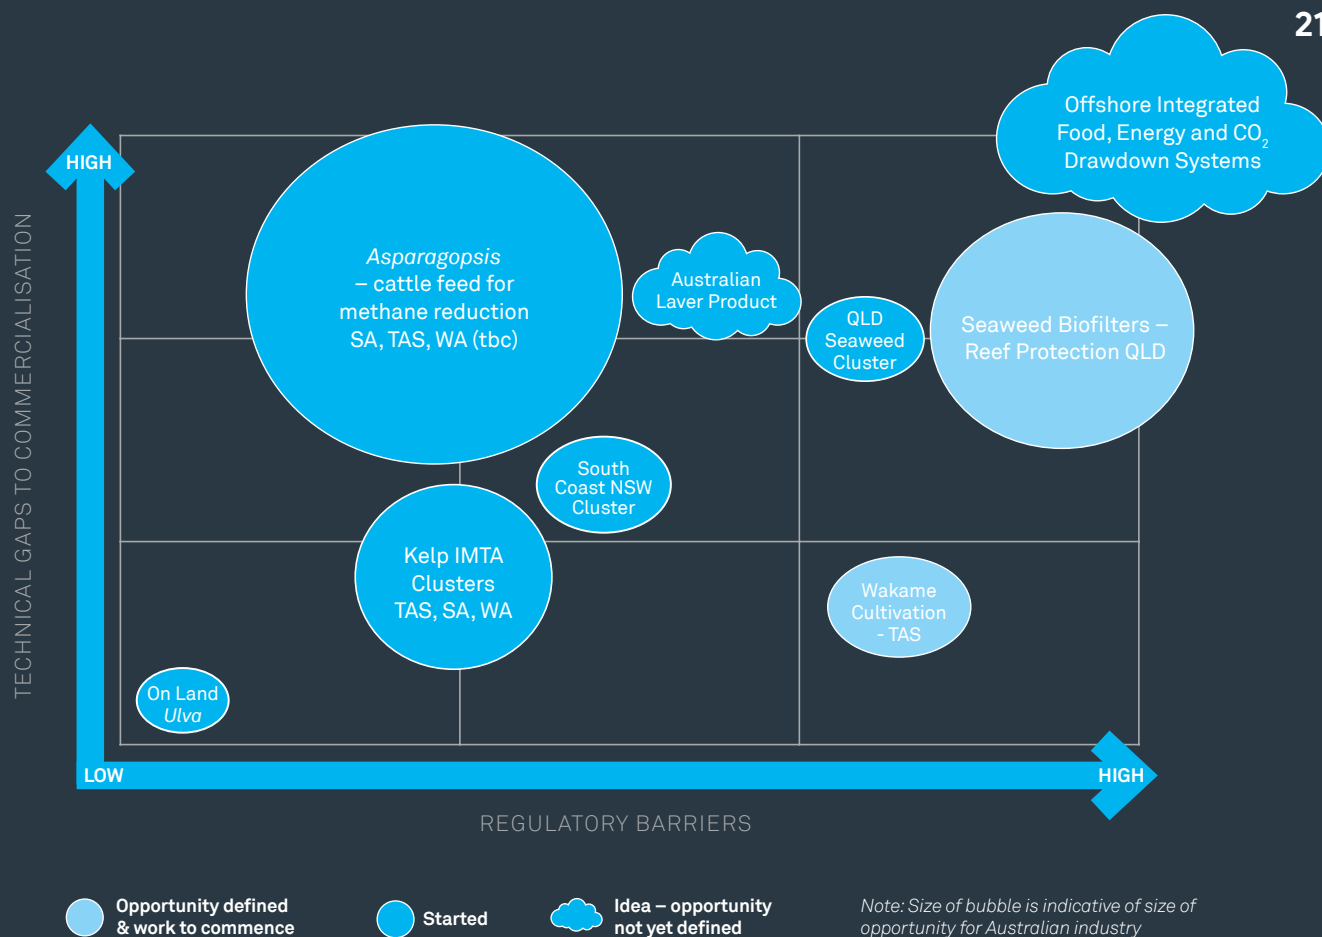 21
Offshore Integrated
Food, Energy and CO₂
Drawdown Systems
HIGH
TECHNICAL GAPS TO COMMERCIALISATION
Asparagopsis
– cattle feed for
methane reduction
SA, TAS, WA (tbc)
Australian
Laver Product
QLD
Seaweed
Cluster
Seaweed Biofilters –
Reef Protection QLD
South
Coast NSW
Cluster
Kelp IMTA
Clusters
TAS, SA, WA
Wakame
Cultivation
- TAS
On Land
Ulva
LOW
HIGH
REGULATORY BARRIERS
Opportunity defined
& work to commence
Started
Idea – opportunity
not yet defined
Note: Size of bubble is indicative of size of
opportunity for Australian industry